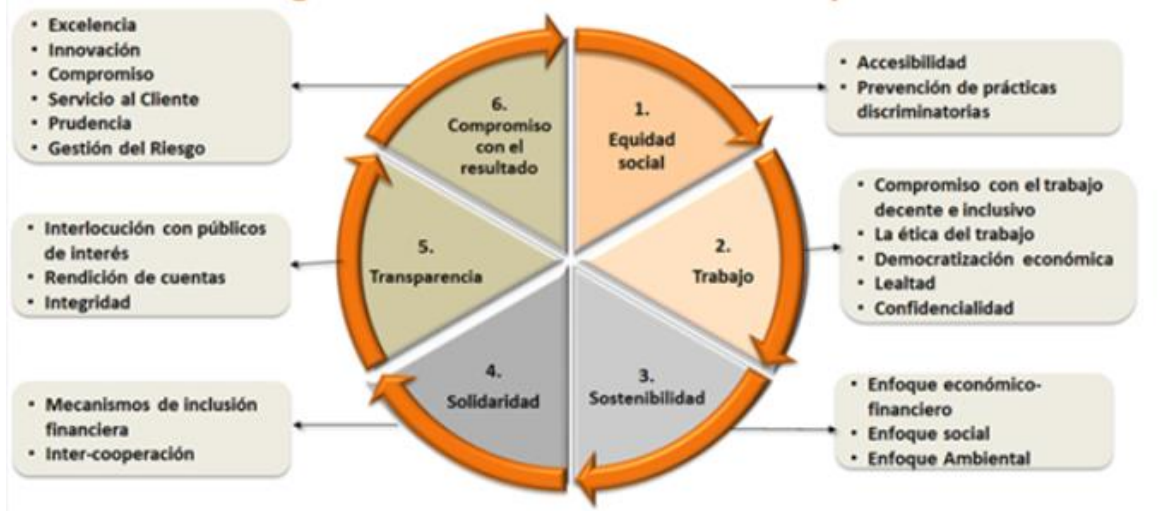 • Excelencia
• Innovación
• Compromiso
• Servicio al Cliente
• Prudencia
• Gestión del Riesgo
6.
Compromiso
con el
resultado
1.
Equidad
social
• Accesibilidad
• Prevención de prácticas
discriminatorias
• Compromiso con el trabajo
decente e inclusivo
• La ética del trabajo
• Democratización económica
• Lealtad
• Confidencialidad
2.
Trabajo
• Interlocución con públicos
de interés
• Rendición de cuentas
• Integridad
5.
Transparencia
4.
Solidaridad
3.
Sostenibilidad
• Mecanismos de inclusión
financiera
• Inter-cooperación
• Enfoque económico-
financiero
• Enfoque social
• Enfoque Ambiental